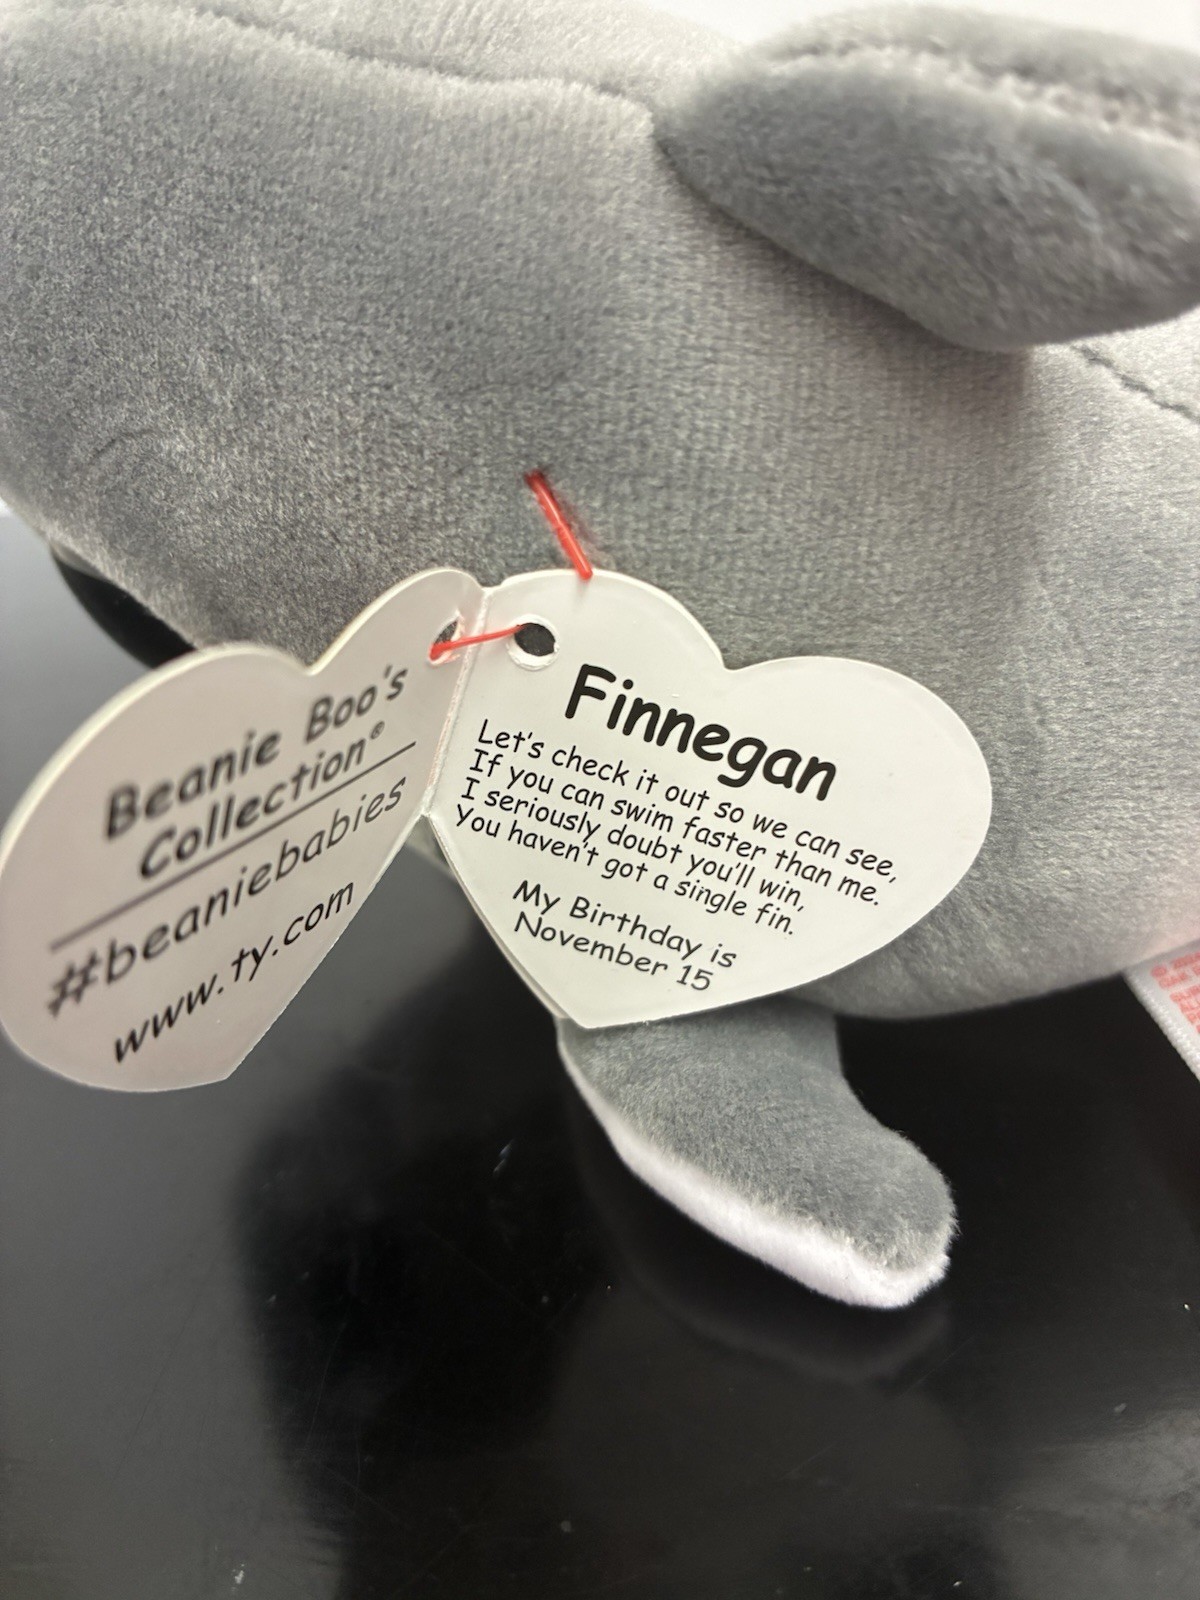 Beanie Boo's
Collection®
#beaniebabies
www.ty.com
Finnegan
Let's check it out so we can see,
If you can swim faster than me.
I seriously doubt you'll win,
You haven't got a single fin.
My Birthday is
November 15